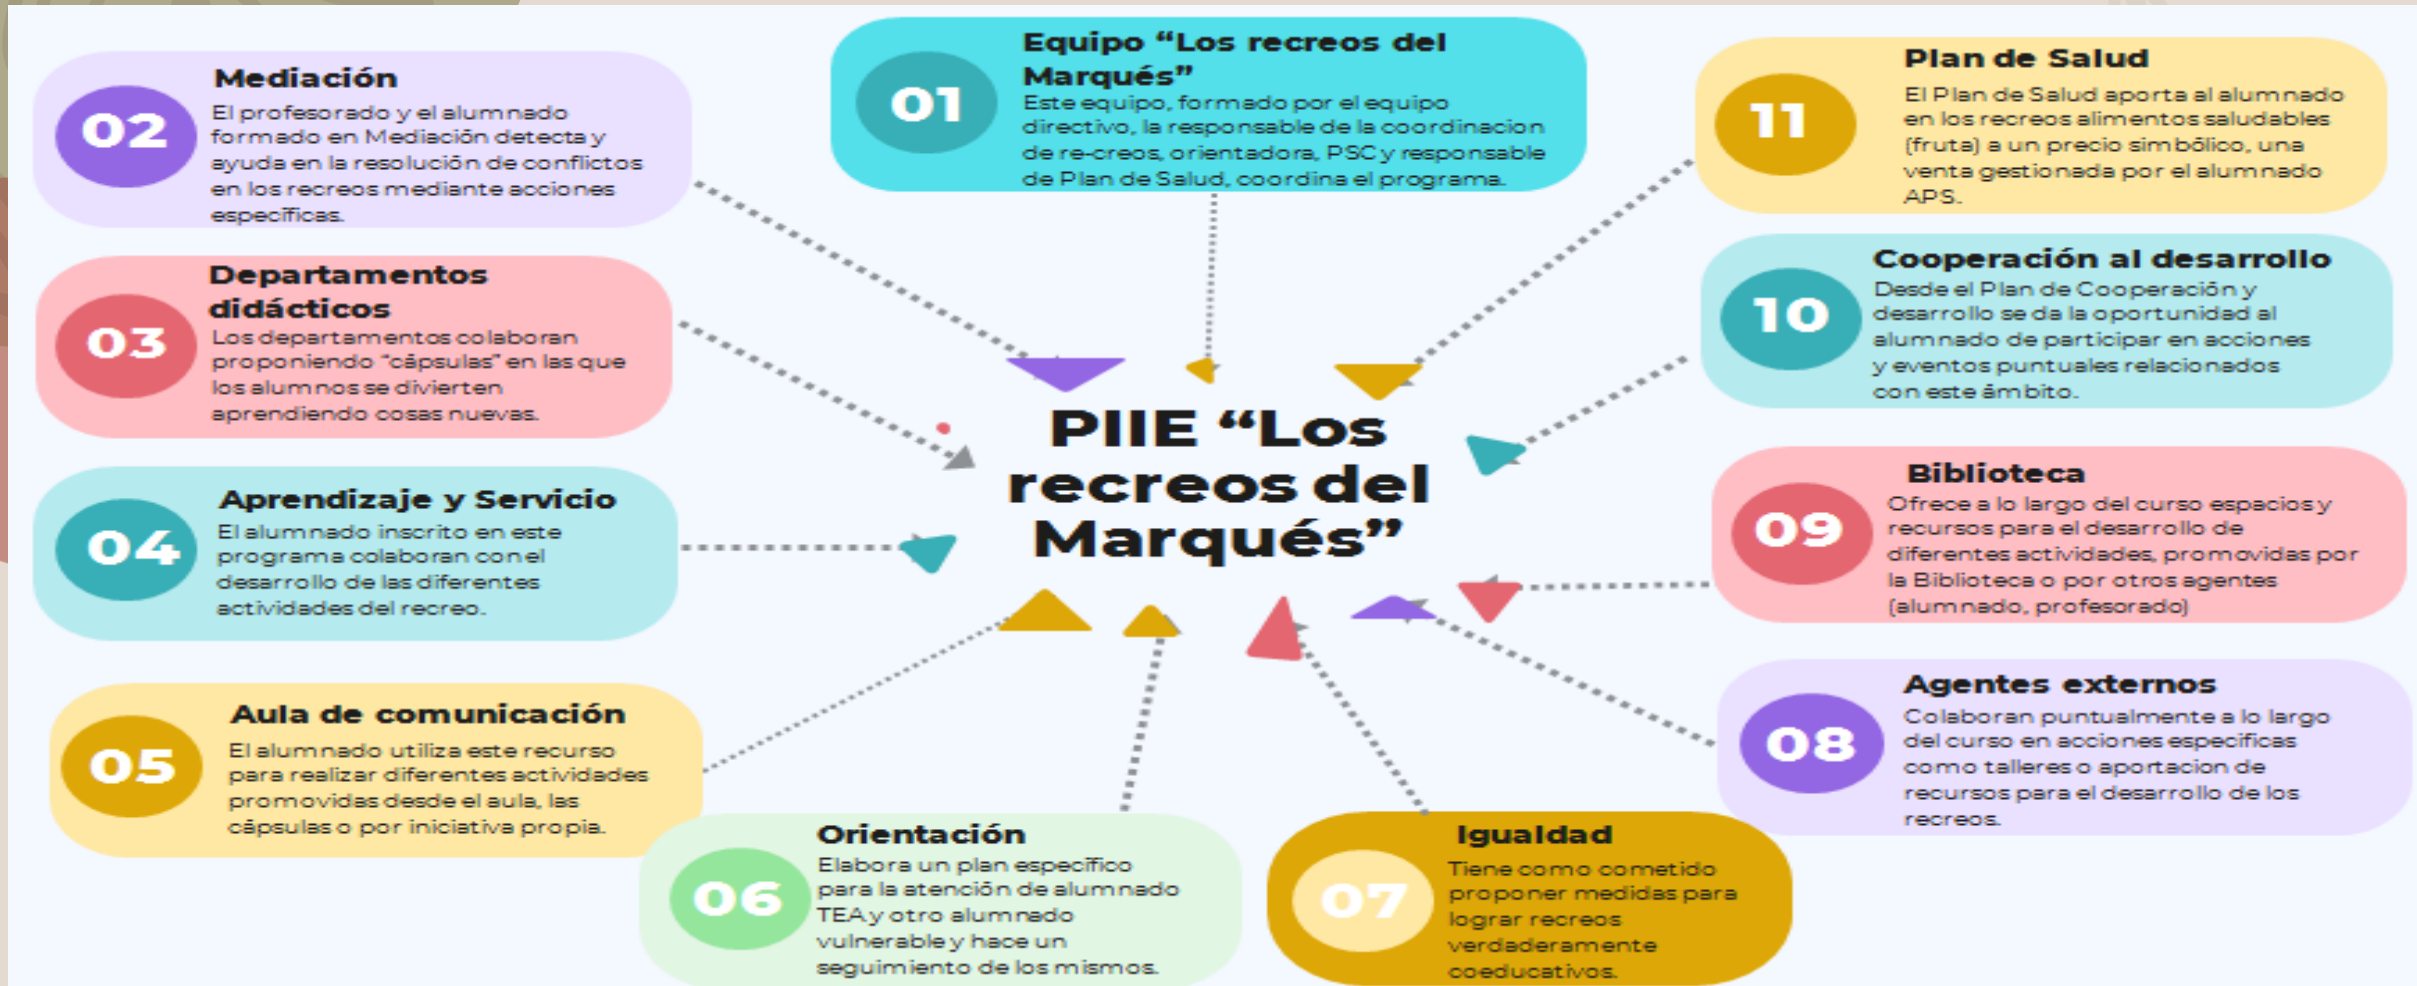 01
Equipo “Los recreos del
Marqués”
Este equipo, formado por el equipo
directivo, la responsable de la coordinacion
de re-creos, orientadora, PSC y responsable
de Plan de Salud, coordina el programa.
02
Mediación
El profesorado y el alumnado
formado en Mediación detecta y
ayuda en la resolución de conflictos
en los recreos mediante acciones
específicas.
03
Departamentos
didácticos
Los departamentos colaboran
proponiendo “cápsulas” en las que
los alumnos se divierten
aprendiendo cosas nuevas.
04
Aprendizaje y Servicio
El alumnado inscrito en este
programa colaboran con el
desarrollo de las diferentes
actividades del recreo.
05
Aula de comunicación
El alumnado utiliza este recurso
para realizar diferentes actividades
promovidas desde el aula, las
cápsulas o por iniciativa propia.
06
Orientación
Elabora un plan específico
para la atención de alumnado
TEA y otro alumnado
vulnerable y hace un
seguimiento de los mismos.
07
Igualdad
Tiene como cometido
proponer medidas para
lograr recreos
verdaderamente
coeducativos.
08
Agentes externos
Colaboran puntualmente a lo largo
del curso en acciones especificas
como talleres o aportacion de
recursos para el desarrollo de los
recreos.
09
Biblioteca
Ofrece a lo largo del curso espacios y
recursos para el desarrollo de
diferentes actividades, promovidas por
la Biblioteca o por otros agentes
(alumnado, profesorado)
10
Cooperación al desarrollo
Desde el Plan de Cooperación y
desarrollo se da la oportunidad al
alumnado de participar en acciones
y eventos puntuales relacionados
con este ámbito.
11
Plan de Salud
El Plan de Salud aporta al alumnado
en los recreos alimentos saludables
(fruta) a un precio simbólico, una
venta gestionada por el alumnado
APS.
PIIE “Los
recreos del
Marqués”